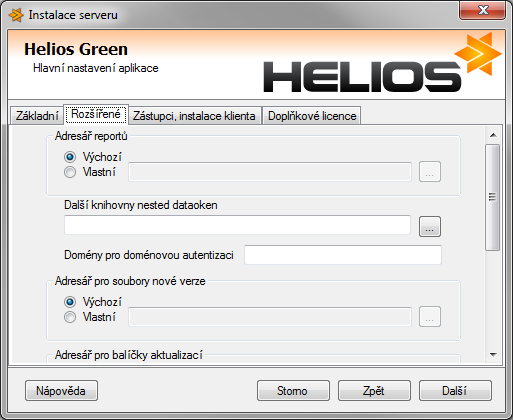 Instalace serveru
Helios Green
Hlavní nastavení aplikace
HELIOS
Základní Rozšířené Zástupci, instalace klienta Doplňkové licence
Adresář reportů
Výchozí
Vlastní
...
Další knihovny nested dataoken
...
Domény pro doménovou autentizaci
Adresář pro soubory nové verze
Výchozí
Vlastní
...
Adresář pro balíčky aktualizací
Nápověda Storno Zpět Další